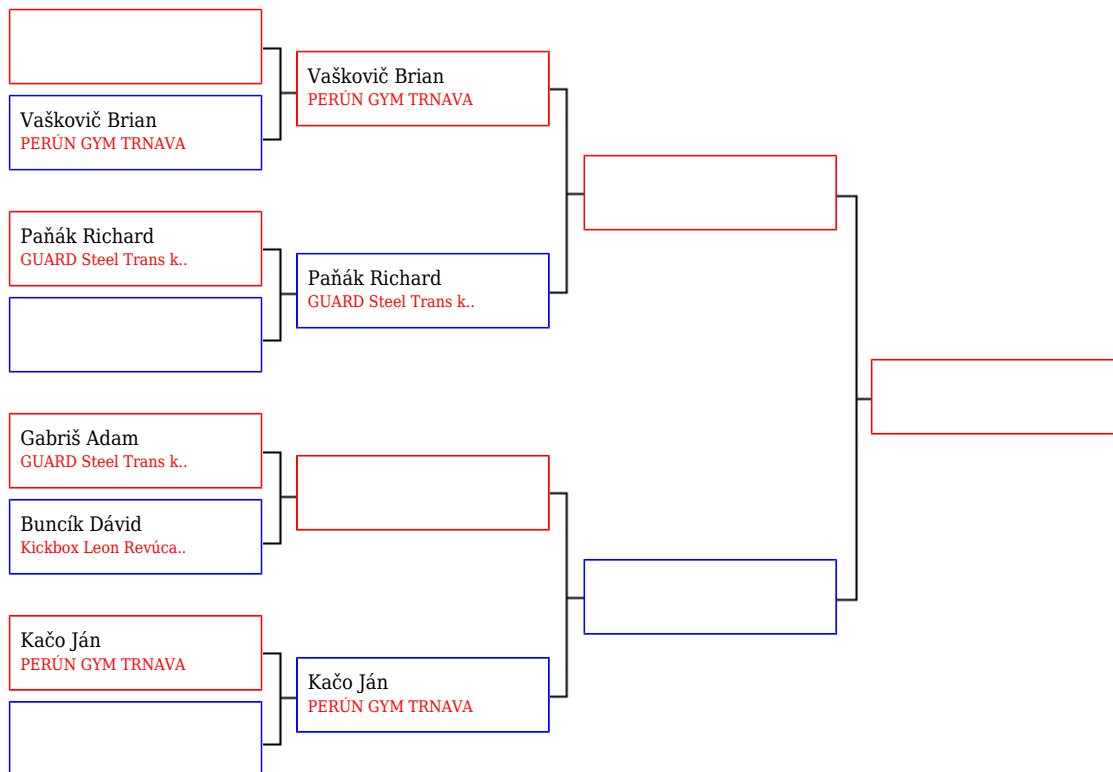 Vaškovič Brian
PERÚN GYM TRNAVA
Paňák Richard
GUARD Steel Trans k..
Gabriš Adam
GUARD Steel Trans k..
Buncík Dávid
Kickbox Leon Revúca..
Kačo Ján
PERÚN GYM TRNAVA
Vaškovič Brian
PERÚN GYM TRNAVA
Paňák Richard
GUARD Steel Trans k..
Kačo Ján
PERÚN GYM TRNAVA